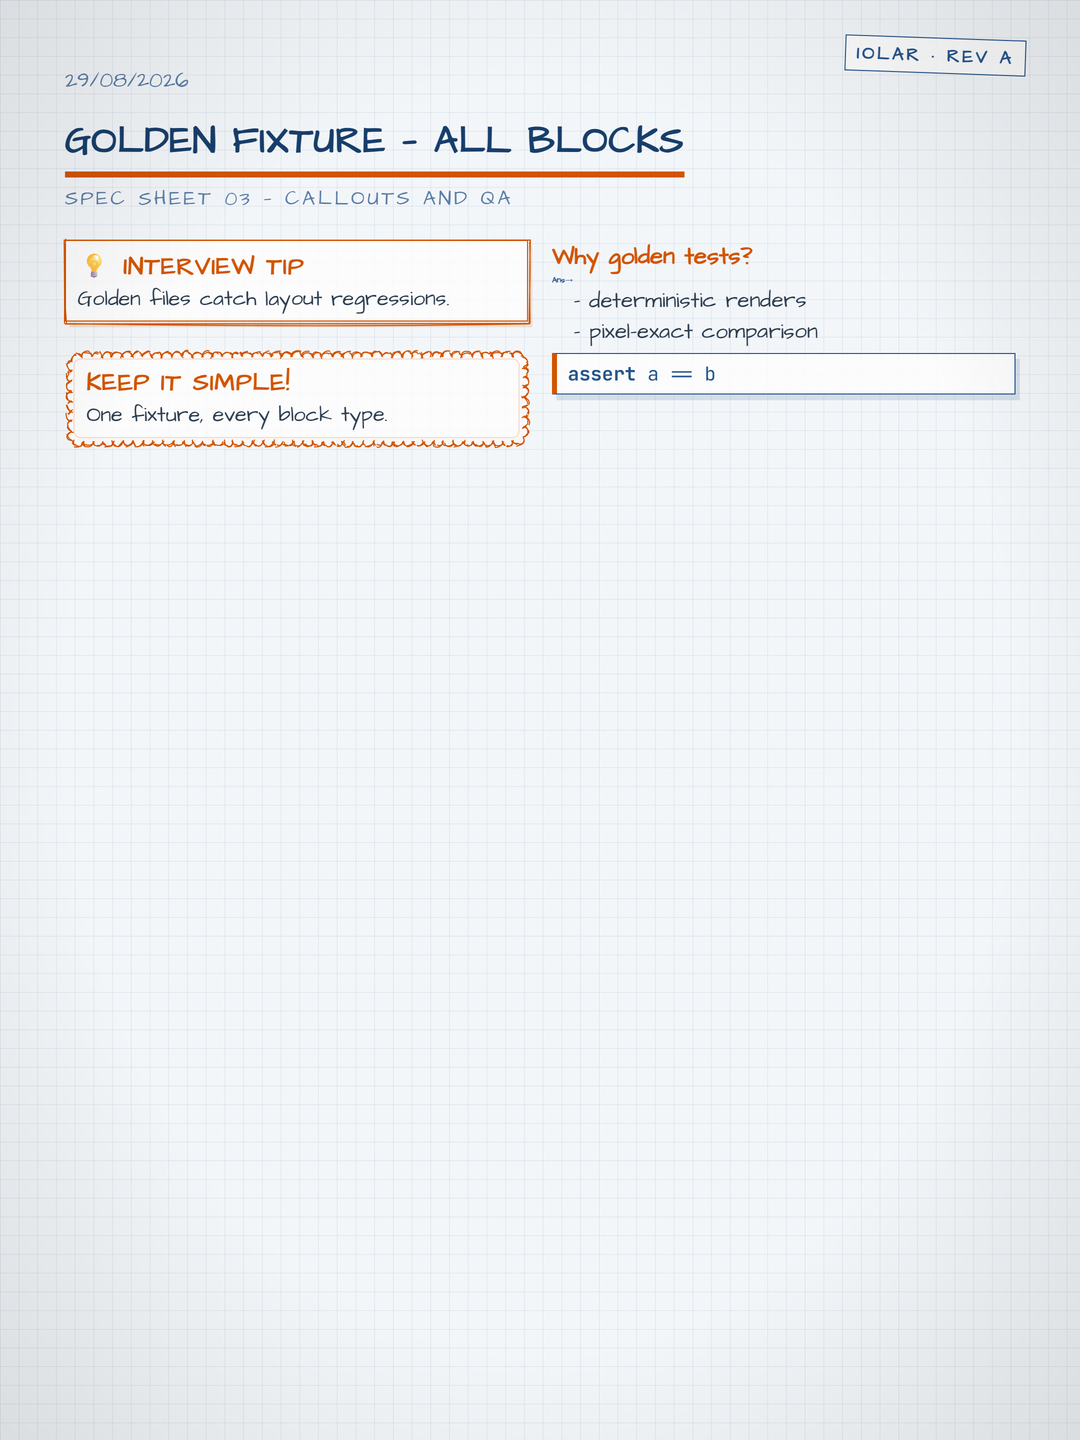 IOLAR · REV A
29/08/2026
GOLDEN FIXTURE - ALL BLOCKS
SPEC SHEET 03 - CALLOUTS AND QA
💡 INTERVIEW TIP
Golden files catch layout regressions.
KEEP IT SIMPLE!
One fixture, every block type.
Why golden tests?
Ans→
- deterministic renders
- pixel-exact comparison
assert a == b